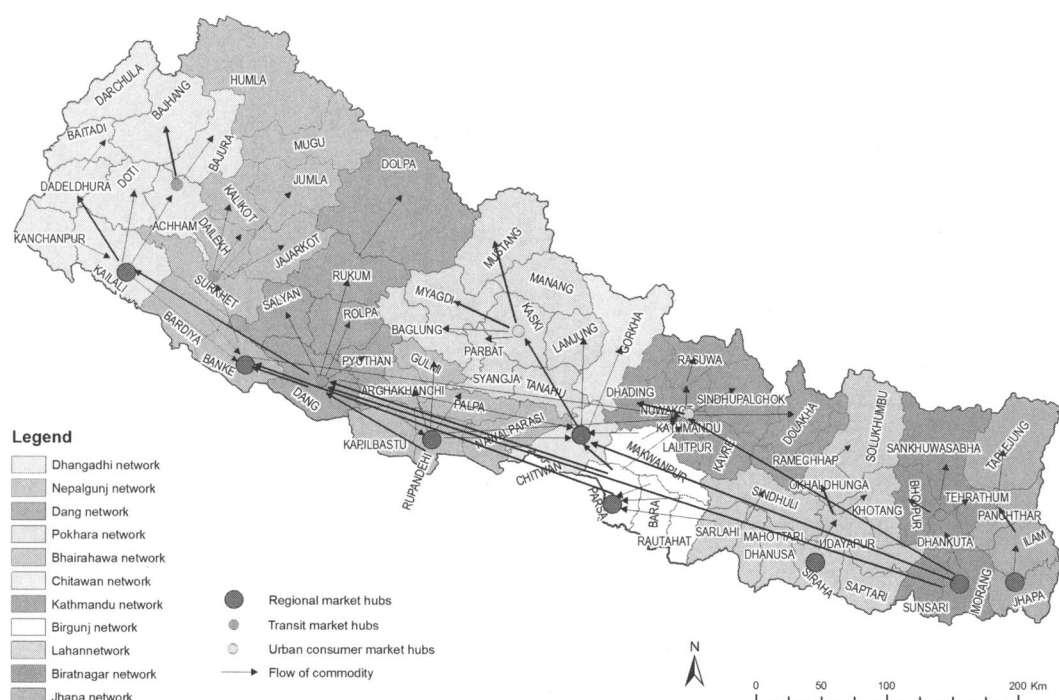 HUMLA
DARCHULA
BAJHANG
BAITADI
BAJURA
MUGU
DOLPA
DADELDHURA
DOTI
JUMLA
KALIKOT
ACHHAM
DAILEKH
KANCHANPUR
JAJARKOT
MUSTANG
KAILALI
SURKHET
RUKUM
MANANG
SALYAN
MYAGDI
KASKI
ROLPA
BARDIYA
BAGLUNG
LAMJUNG
GORKHA
PARBAT
BANKE
PYUTHAN
GULMI
RASUWA
SYANGJA
TANAHU
ARGHAKHANCHI
DHADING
SINDHUPALCHOK
DANG
PALPA
NUWAKO
DOLAKHA
SOLUKHUMBU
KATHMANDU
NAWALPARASI
LALITPUR
SANKHUWASABHA
TAPLEJUNG
KAPILBASTU
MAKWANPUR
KAVRE
RAMECHHAP
CHITWAN
OKHALDHUNGA
RUPANDEHI
SINDHULI
BHOJPUR
TEHRATHUM
PARSA
BARA
KHOTANG
PANCHTHAR
SARLAHI
RAUTAHAT
MAHOTTARI
UDAYAPUR
DHANKUTA
ILAM
DHANUSA
SIRAHA
SAPTARI
SUNSARI
MORANG
JHAPA
Legend
Dhangadhi network
Nepalgunj network
Dang network
Pokhara network
Bhairahawa network
Chitawan network
Kathmandu network
Birgunj network
Lahannetwork
Biratnagar network
Jhapa network
Regional market hubs
Transit market hubs
Urban consumer market hubs
Flow of commodity
N
0 50 100 200 Km